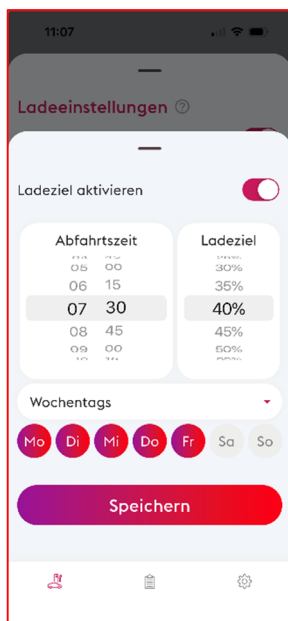 11:07
Ladeeinstellungen ?
Ladeziel aktivieren
Abfahrtszeit Ladeziel
05 00 30%
06 15 35%
07 30 40%
08 45 45%
09 00 50%
Wochentags
Mo Di Mi Do Fr Sa So
Speichern